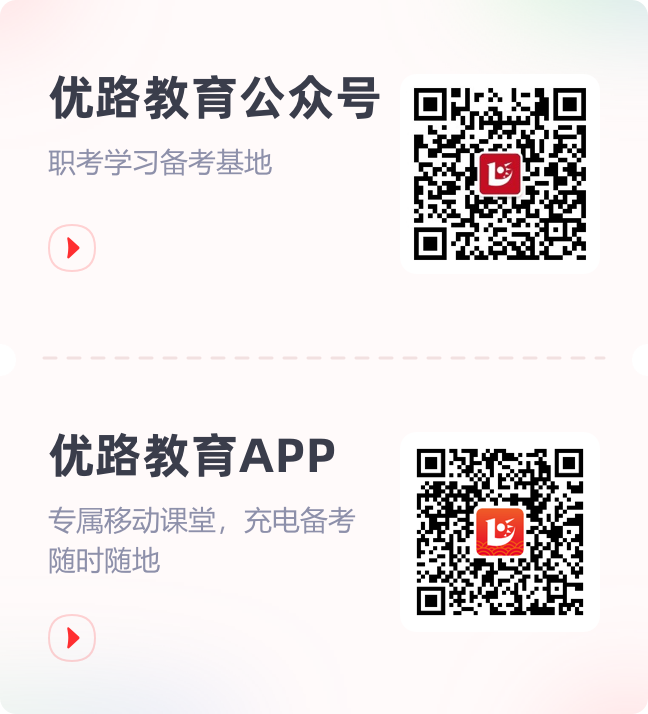 优路教育公众号
职考学习备考基地
优路教育APP
专属移动课堂，充电备考
随时随地